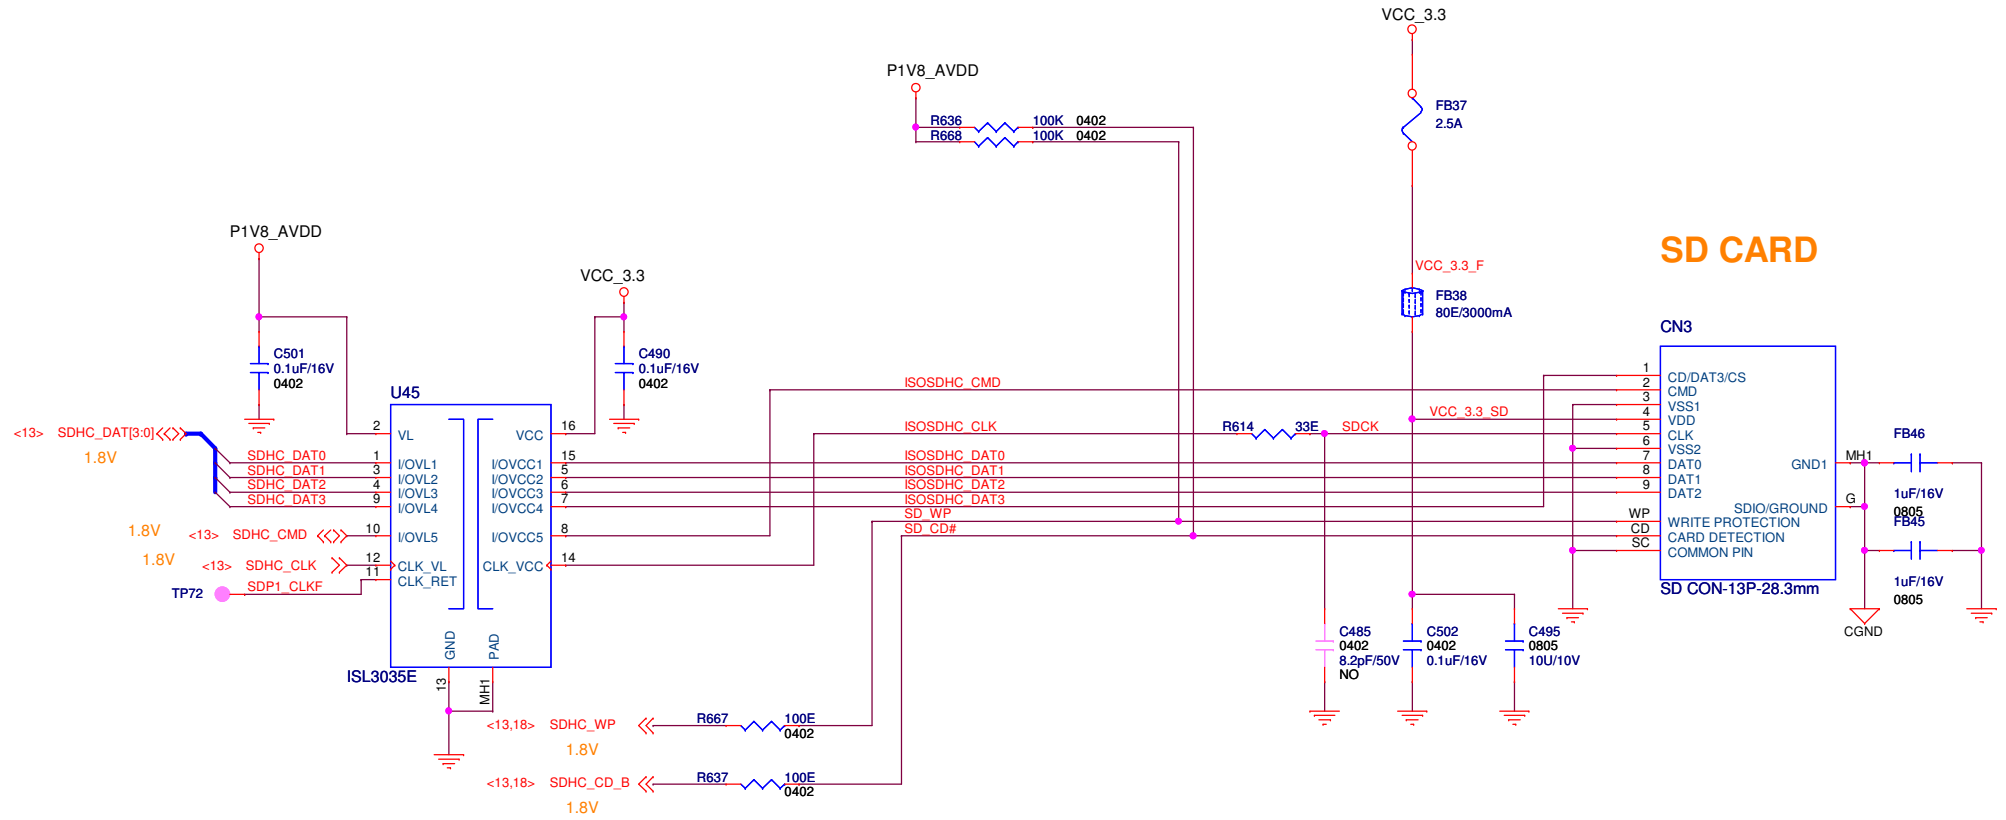 VCC_3.3
P1V8_AVDD
FB37
2.5A
R636 100K 0402
R668 100K 0402
P1V8_AVDD
SD CARD
VCC_3.3
VCC_3.3_F
FB38
80E/3000mA
CN3
C501
0.1uF/16V
0402
C490
0.1uF/16V
0402
U45
ISOSDHC_CMD
1 CD/DAT3/CS
2 CMD
3 VSS1
VCC_3.3_SD 4 VDD
<13> SDHC_DAT[3:0]
1.8V
2 VL
VCC 16
ISOSDHC_CLK
R614 33E SDCK
5 CLK
6 VSS2
FB46
SDHC_DAT0 1 I/OVL1 I/OVCC1 15 ISOSDHC_DAT0 7 DAT0 GND1 MH1
SDHC_DAT1 3 I/OVL2 I/OVCC2 5 ISOSDHC_DAT1 8 DAT1
SDHC_DAT2 4 I/OVL3 I/OVCC3 6 ISOSDHC_DAT2 9 DAT2
SDHC_DAT3 9 I/OVL4 I/OVCC4 7 ISOSDHC_DAT3
1uF/16V
0805
SDIO/GROUND G
SD_WP WP WRITE PROTECTION
FB45
1.8V
<13> SDHC_CMD 10 I/OVL5 I/OVCC5 8 SD_CD# CD CARD DETECTION
SC COMMON PIN
1.8V
<13> SDHC_CLK 12 CLK_VL CLK_VCC 14
11 CLK_RET
TP72 SDP1_CLKF
1uF/16V
0805
SD CON-13P-28.3mm
CGND
GND
PAD
13
MH1
ISL3035E
C485
0402
8.2pF/50V
NO
C502
0402
0.1uF/16V
C495
0805
10U/10V
<13,18> SDHC_WP R667 100E
0402
1.8V
<13,18> SDHC_CD_B R637 100E
0402
1.8V